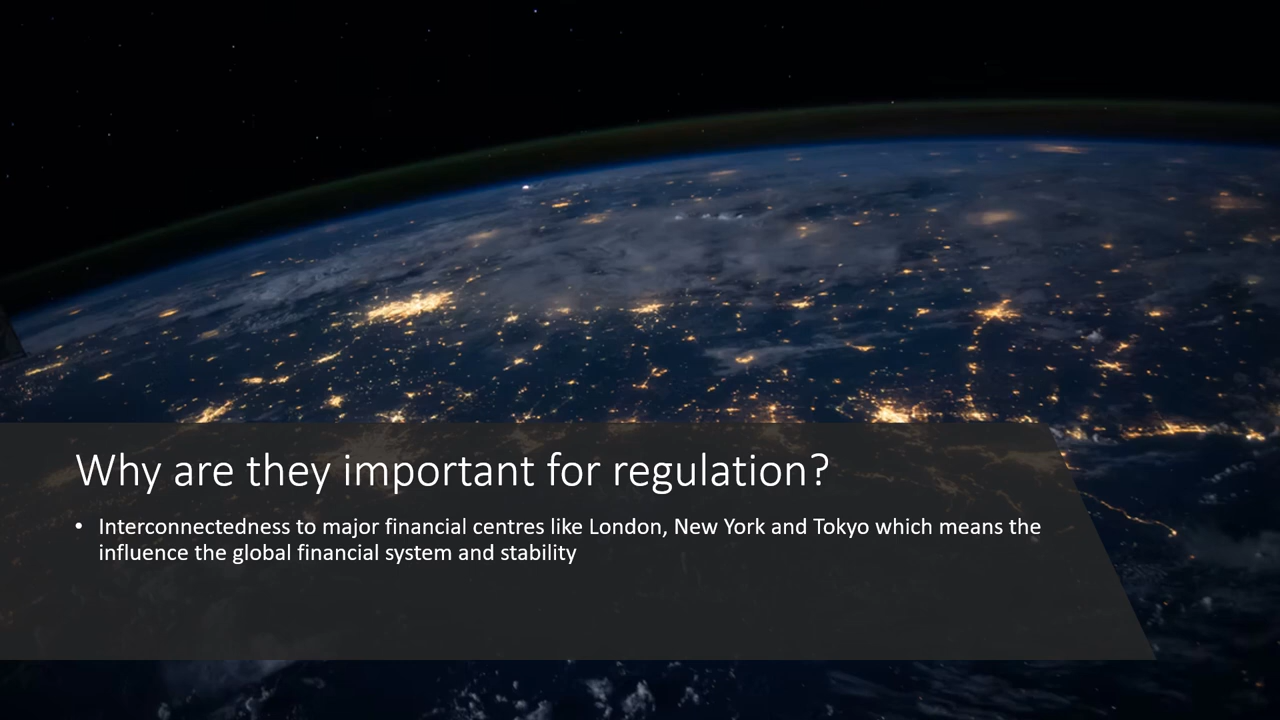 Why are they important for regulation?
• Interconnectedness to major financial centres like London, New York and Tokyo which means the
influence the global financial system and stability